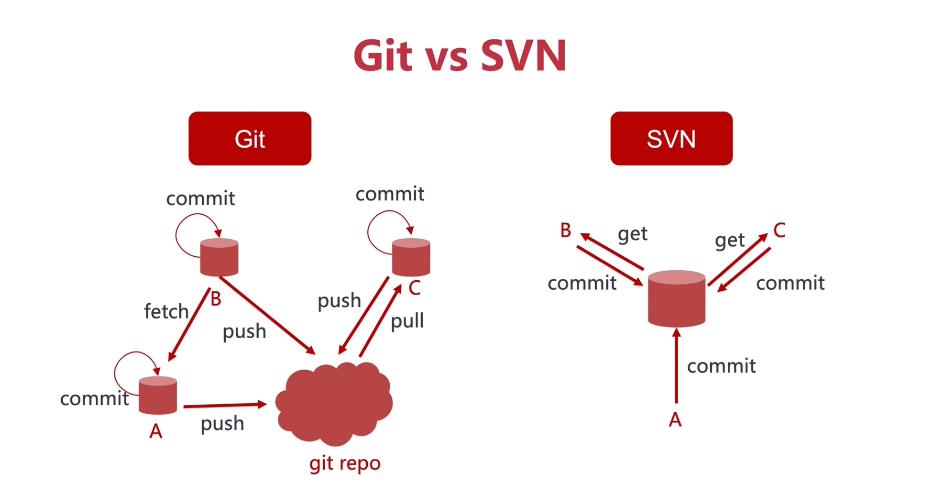 Git vs SVN
Git
SVN
commit
commit
B
fetch
push
push
C
pull
commit
A
push
git repo
B
get
commit
get
C
commit
commit
A